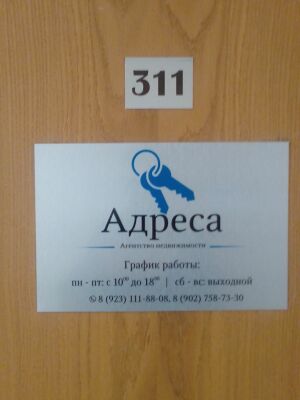 311
Адреса
Агентство недвижимости
График работы:
пн - пт: с 10⁰⁰ до 18⁰⁰ | сб - вс: выходной
8 (923) 111-88-08, 8 (902) 758-73-30